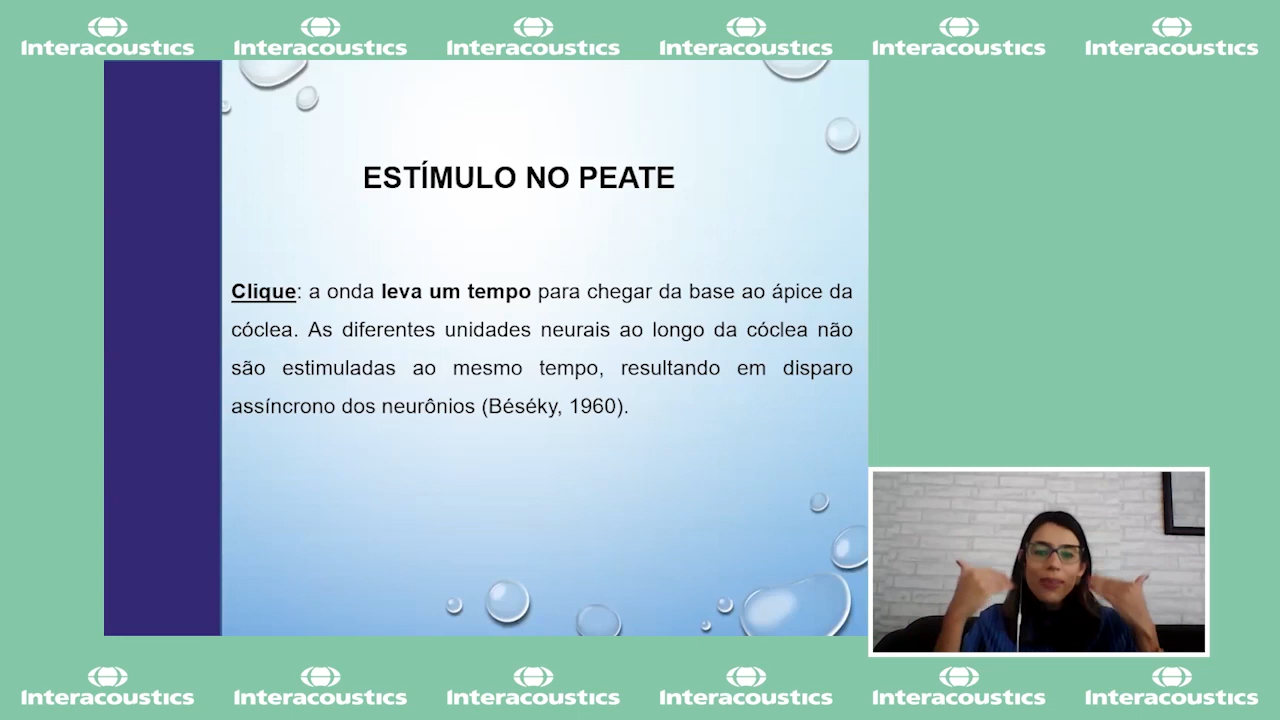 Interacoustics Interacoustics Interacoustics Interacoustics Interacoustics Interacoustics
ESTÍMULO NO PEATE
Clique: a onda leva um tempo para chegar da base ao ápice da
cóclea. As diferentes unidades neurais ao longo da cóclea não
são estimuladas ao mesmo tempo, resultando em disparo
assíncrono dos neurônios (Béséky, 1960).
Interacoustics Interacoustics Interacoustics Interacoustics Interacoustics Interacoustics